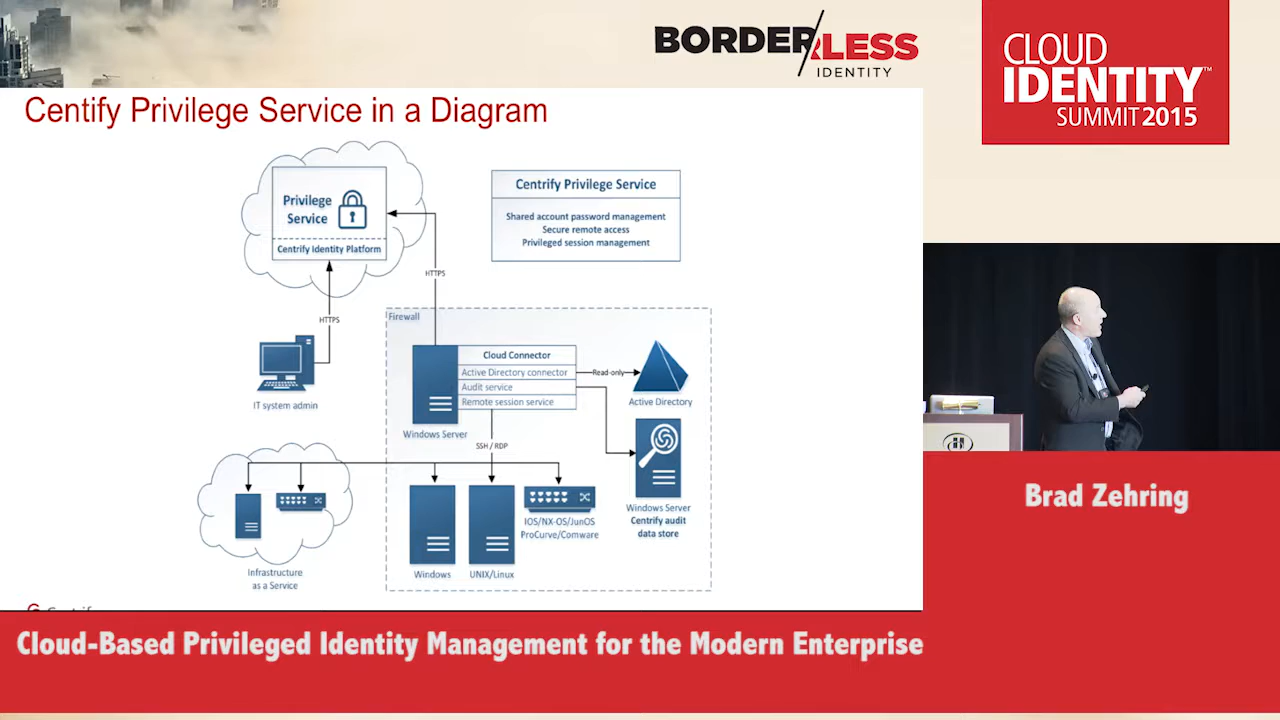 BORDERLESS
IDENTITY
CLOUD
IDENTITY™
SUMMIT 2015
Centify Privilege Service in a Diagram
Privilege
Service
Centrify Identity Platform
Centrify Privilege Service
Shared account password management
Secure remote access
Privileged session management
HTTPS
HTTPS
Firewall
Cloud Connector
Active Directory connector
Audit service
Remote session service
Read-only
Active Directory
IT system admin
Windows Server
SSH / RDP
Windows Server
Centrify audit
data store
IOS/NX-OS/JunOS
ProCurve/Comware
Windows
UNIX/Linux
Infrastructure
as a Service
Brad Zehring
Cloud-Based Privileged Identity Management for the Modern Enterprise